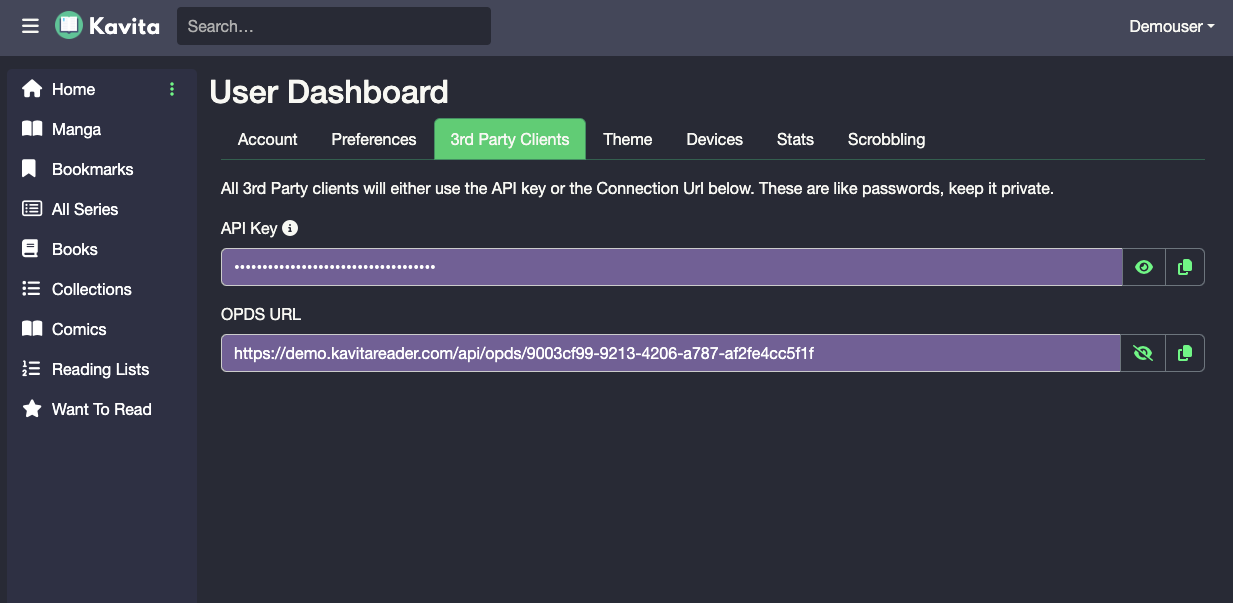 Kavita
Search...
Demouser
Home
Manga
Bookmarks
All Series
Books
Collections
Comics
Reading Lists
Want To Read
User Dashboard
Account Preferences 3rd Party Clients Theme Devices Stats Scrobbling
All 3rd Party clients will either use the API key or the Connection Url below. These are like passwords, keep it private.
API Key
••••••••••••••••••••••••••••••••••••
OPDS URL
https://demo.kavitareader.com/api/opds/9003cf99-9213-4206-a787-af2fe4cc5f1f